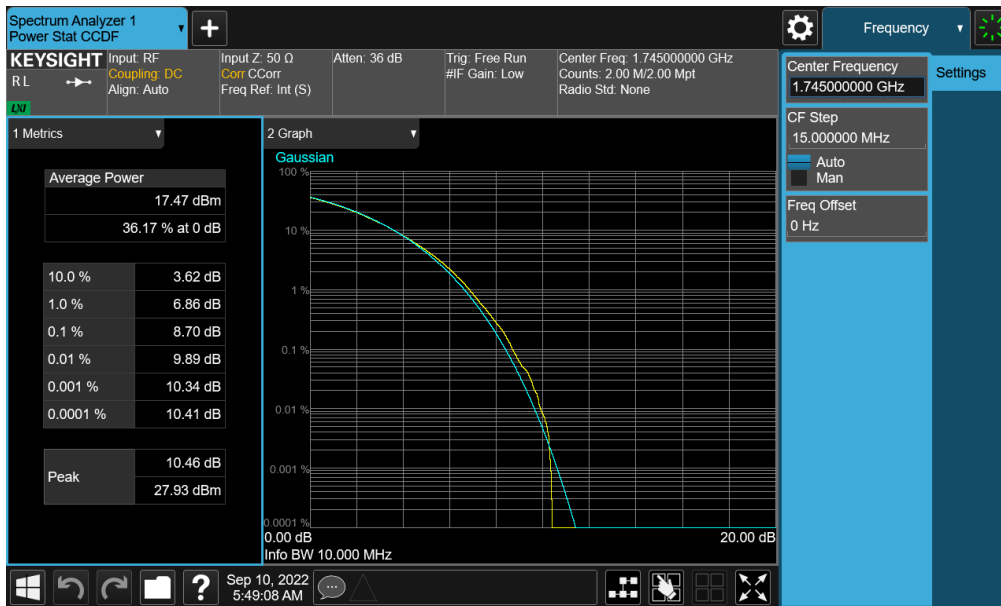 Spectrum Analyzer 1
Power Stat CCDF
+
Frequency
KEYSIGHT
R L
LXI
Input: RF
Coupling: DC
Align: Auto
Input Z: 50 Ω
Corr CCorr
Freq Ref: Int (S)
Atten: 36 dB
Trig: Free Run
#IF Gain: Low
Center Freq: 1.745000000 GHz
Counts: 2.00 M/2.00 Mpt
Radio Std: None
Center Frequency
1.745000000 GHz
Settings
CF Step
15.000000 MHz
Auto
Man
Freq Offset
0 Hz
1 Metrics
Average Power
17.47 dBm
36.17 % at 0 dB
10.0 % 3.62 dB
1.0 % 6.86 dB
0.1 % 8.70 dB
0.01 % 9.89 dB
0.001 % 10.34 dB
0.0001 % 10.41 dB
Peak
10.46 dB
27.93 dBm
2 Graph
Gaussian
100 %
10 %
1 %
0.1 %
0.01 %
0.001 %
0.0001 %
0.00 dB 20.00 dB
Info BW 10.000 MHz
?
Sep 10, 2022
5:49:08 AM